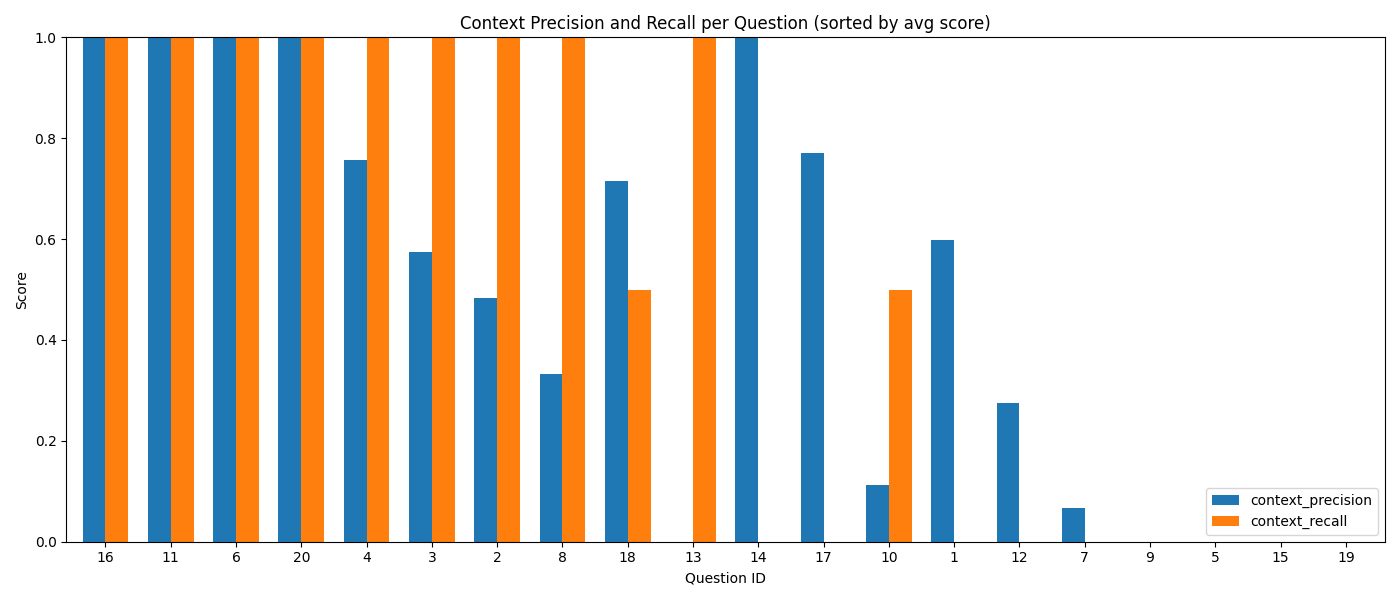 Context Precision and Recall per Question (sorted by avg score)
1.0
0.8
0.6
0.4
0.2
0.0
Score
16 11 6 20 4 3 2 8 18 13 14 17 10 1 12 7 9 5 15 19
Question ID
context_precision
context_recall